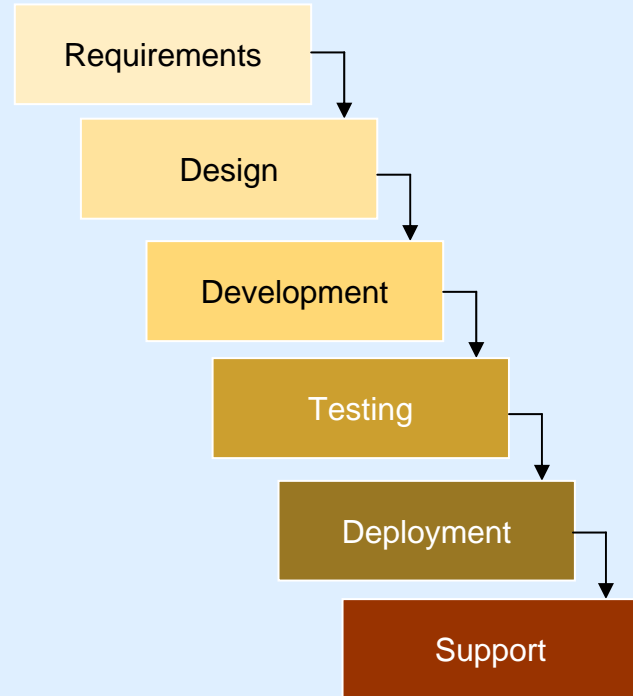 Requirements
Design
Development
Testing
Deployment
Support